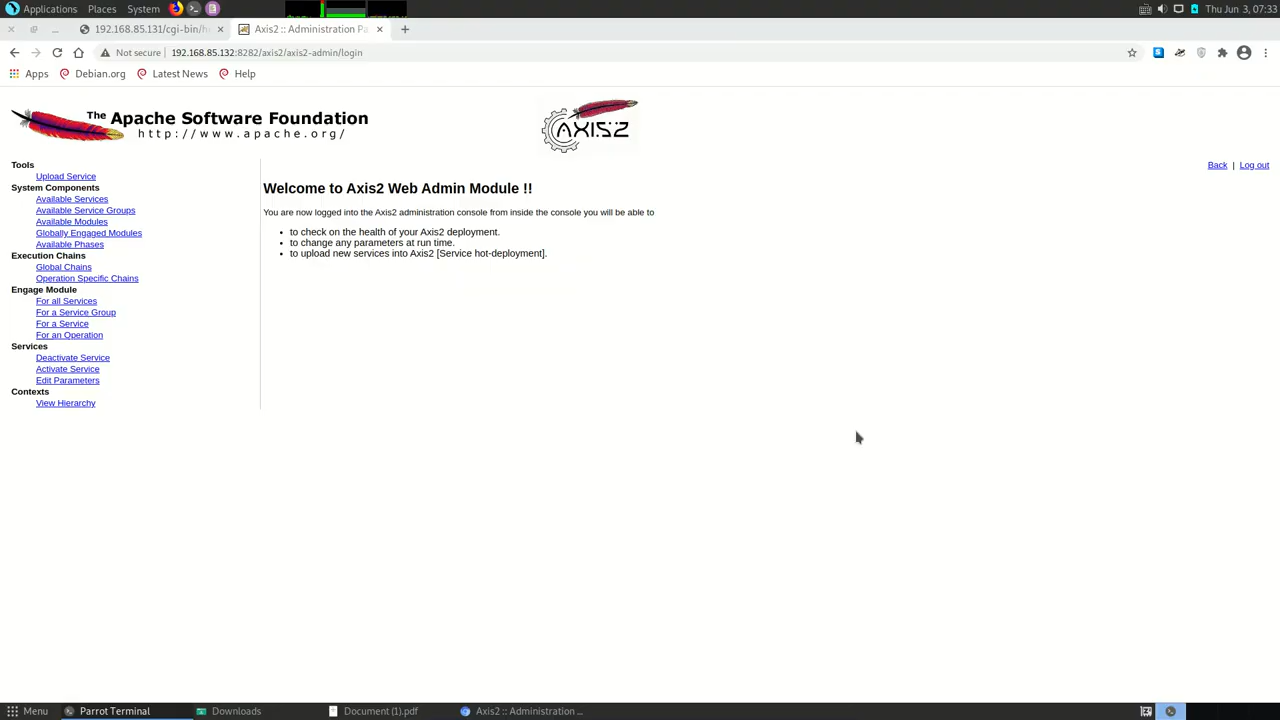 Applications Places System Thu Jun 3, 07:33
192.168.85.131/cgi-bin/h Axis2 :: Administration Pa
Not secure 192.168.85.132:8282/axis2/axis2-admin/login
Apps Debian.org Latest News Help
The Apache Software Foundation
http://www.apache.org/
AXIS2
Back | Log out
Tools
Upload Service
System Components
Available Services
Available Service Groups
Available Modules
Globally Engaged Modules
Available Phases
Execution Chains
Global Chains
Operation Specific Chains
Engage Module
For all Services
For a Service Group
For a Service
For an Operation
Services
Deactivate Service
Activate Service
Edit Parameters
Contexts
View Hierarchy
Welcome to Axis2 Web Admin Module !!
You are now logged into the Axis2 administration console from inside the console you will be able to
• to check on the health of your Axis2 deployment.
• to change any parameters at run time.
• to upload new services into Axis2 [Service hot-deployment].
Menu Parrot Terminal Downloads Document (1).pdf Axis2 :: Administration ...